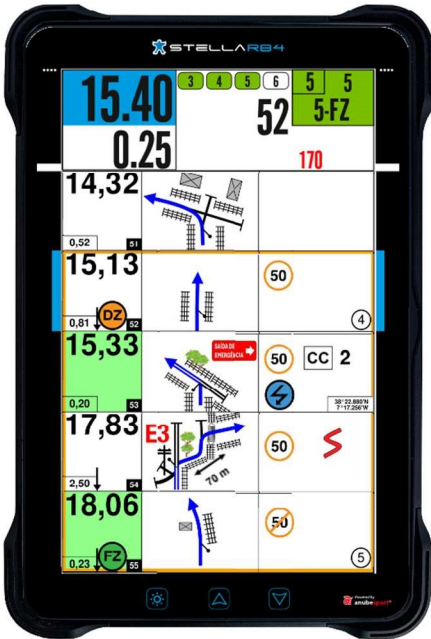 STELLAR84
15.40
3 4 5 6
5 5
5-FZ
0.25
52
170
14,32
0,52
51
15,13
50
DZ
0,81
52
4
15,33
SAÍDA DE
EMERGÊNCIA
50
CC 2
0,20
53
38°22.880'N
7°17.256'W
17,83
E3
50
70 m
2,50
54
18,06
50
FZ
0,23
55
5
Powered by
anubesport